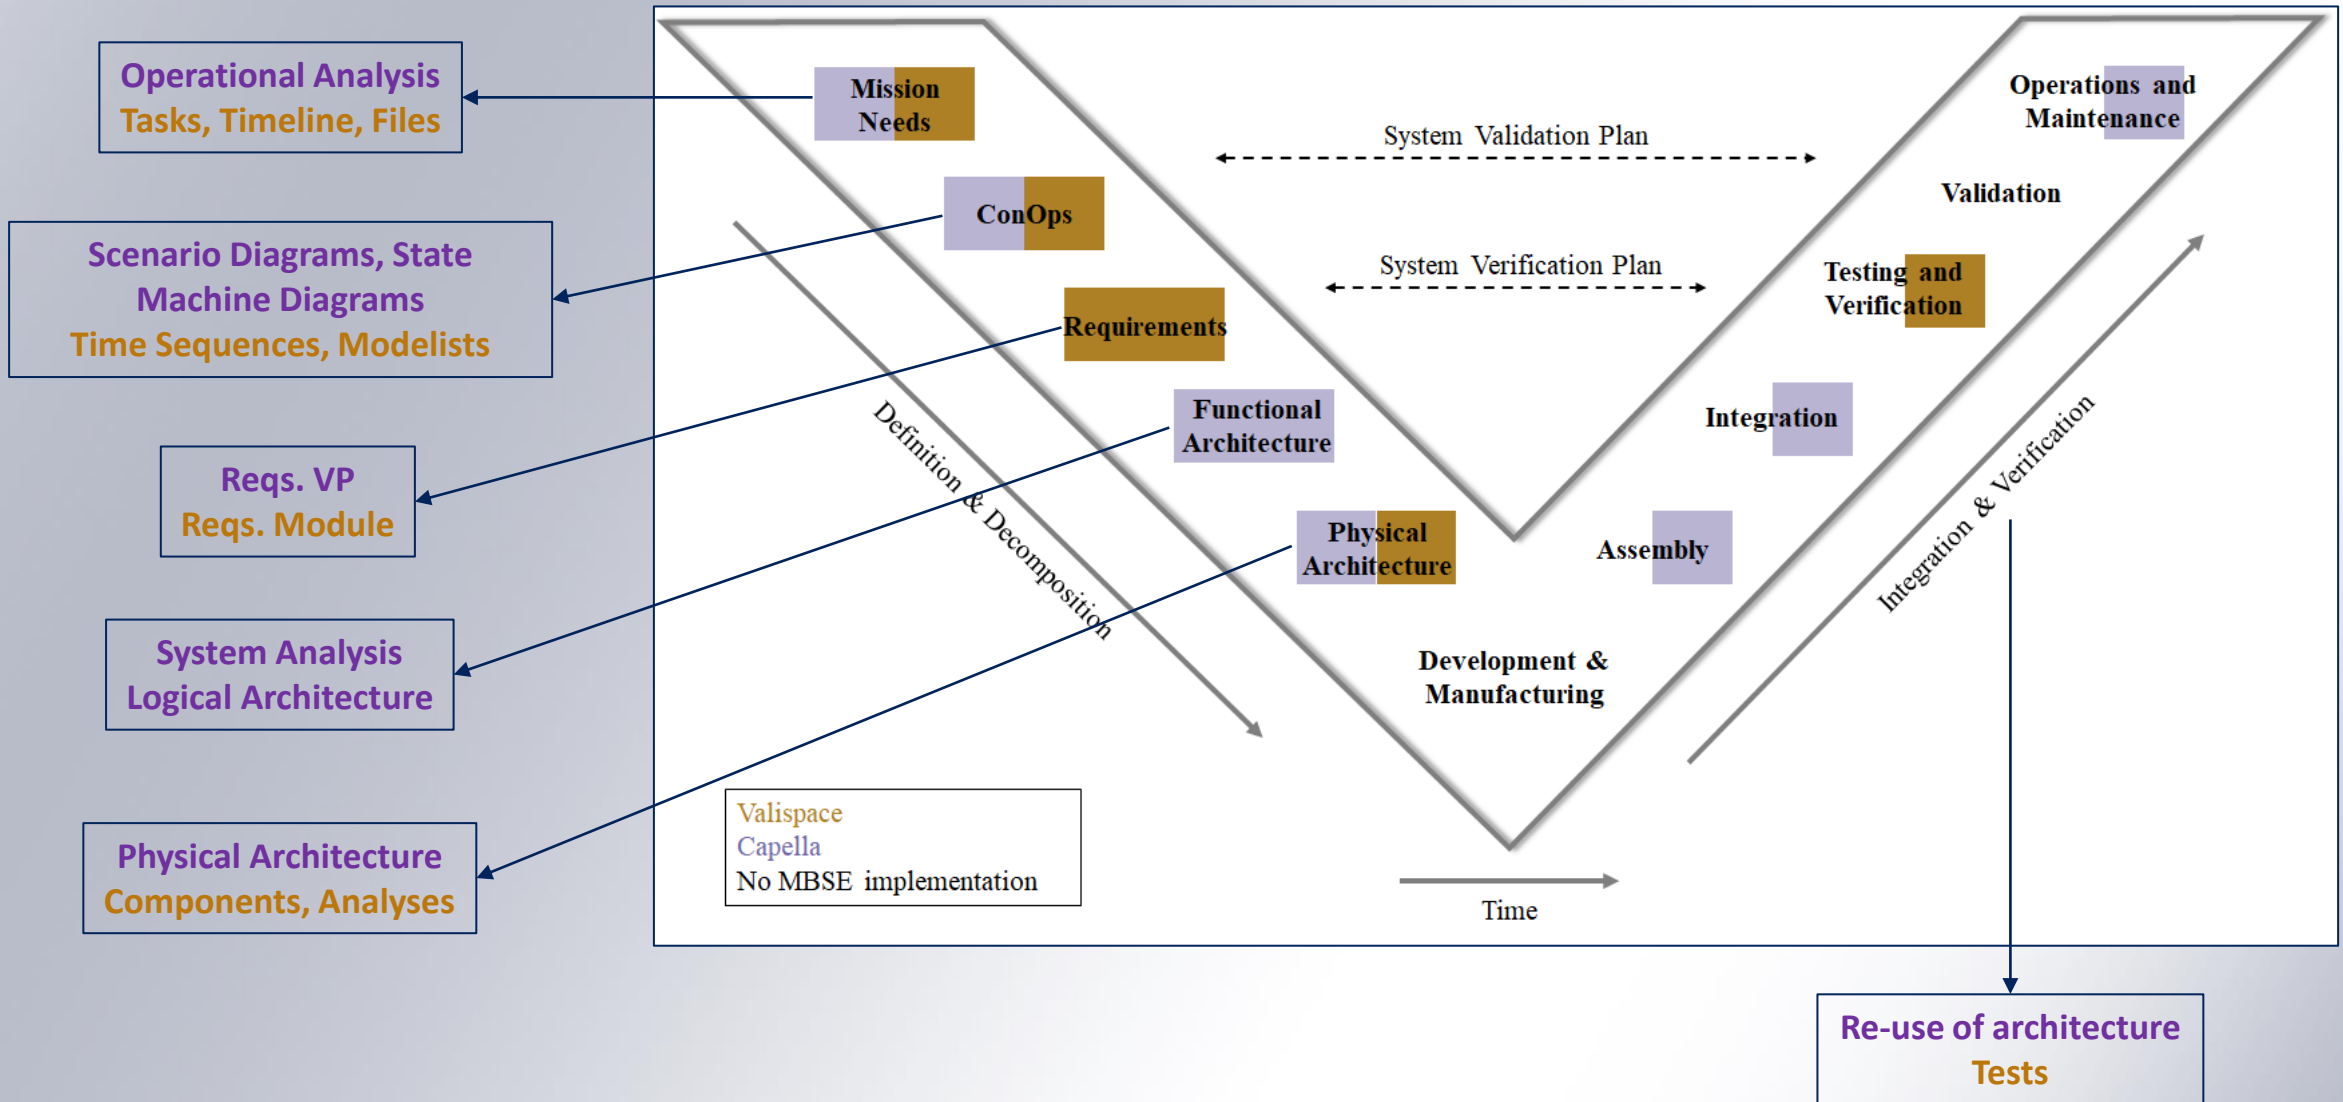 Operational Analysis
Tasks, Timeline, Files
Scenario Diagrams, State
Machine Diagrams
Time Sequences, Modelists
Reqs. VP
Reqs. Module
System Analysis
Logical Architecture
Physical Architecture
Components, Analyses
Mission
Needs
ConOps
Requirements
Functional
Architecture
Physical
Architecture
Development &
Manufacturing
Assembly
Integration
Testing and
Verification
Validation
Operations and
Maintenance
System Validation Plan
System Verification Plan
Definition & Decomposition
Integration & Verification
Valispace
Capella
No MBSE implementation
Time
Re-use of architecture
Tests